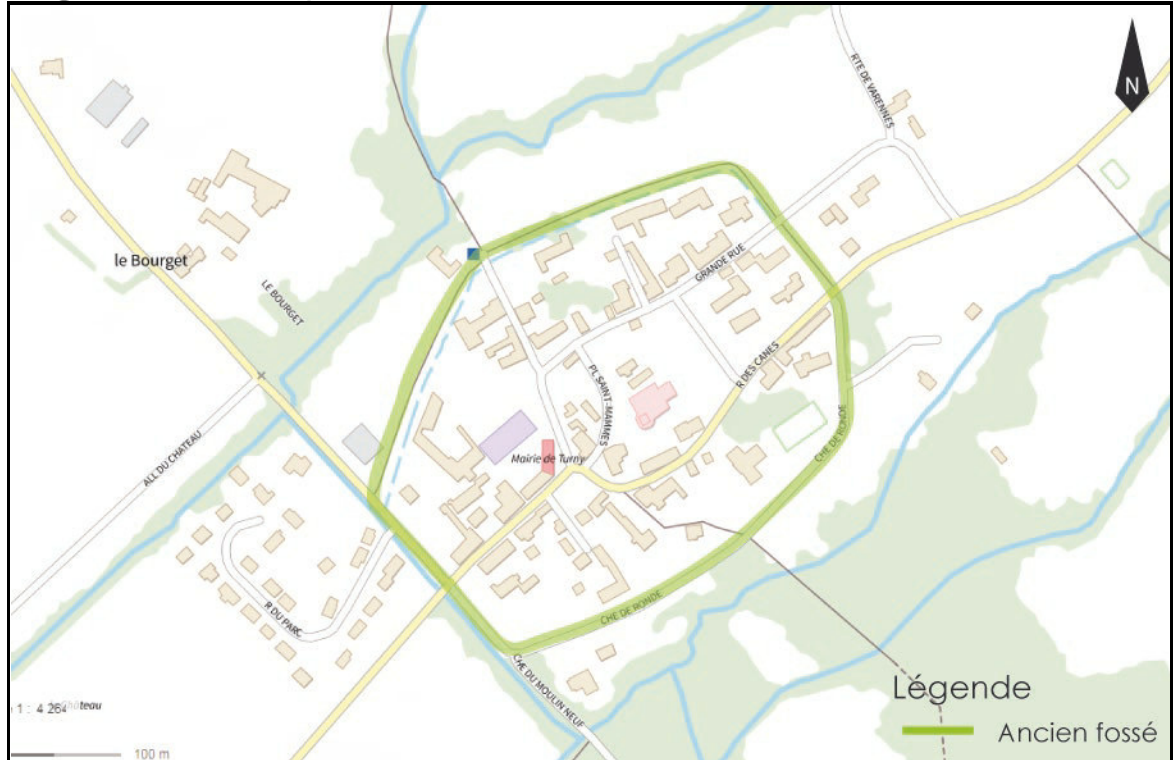 N
RTE DE VARENNES
le Bourget
LE BOURGET
GRANDE RUE
R DES CANES
PL SAINT-MAMMES
ALL DU CHATEAU
Mairie de Turny
CHE DE RONDE
R DU PARC
CHE DE RONDE
CHE DU MOULIN NEUF
Légende
Ancien fossé
1 : 4 264
100 m